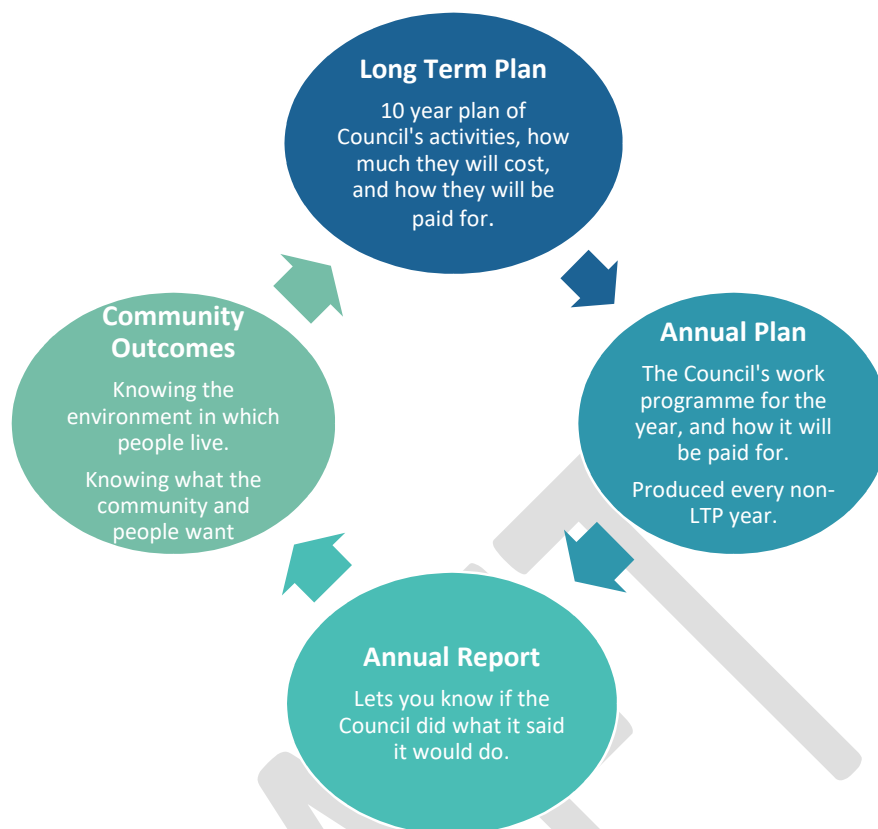 Long Term Plan
10 year plan of
Council's activities, how
much they will cost,
and how they will be
paid for.
Annual Plan
The Council's work
programme for the
year, and how it will
be paid for.
Produced every non-
LTP year.
Annual Report
Lets you know if the
Council did what it said
it would do.
Community
Outcomes
Knowing the
environment in which
people live.
Knowing what the
community and
people want